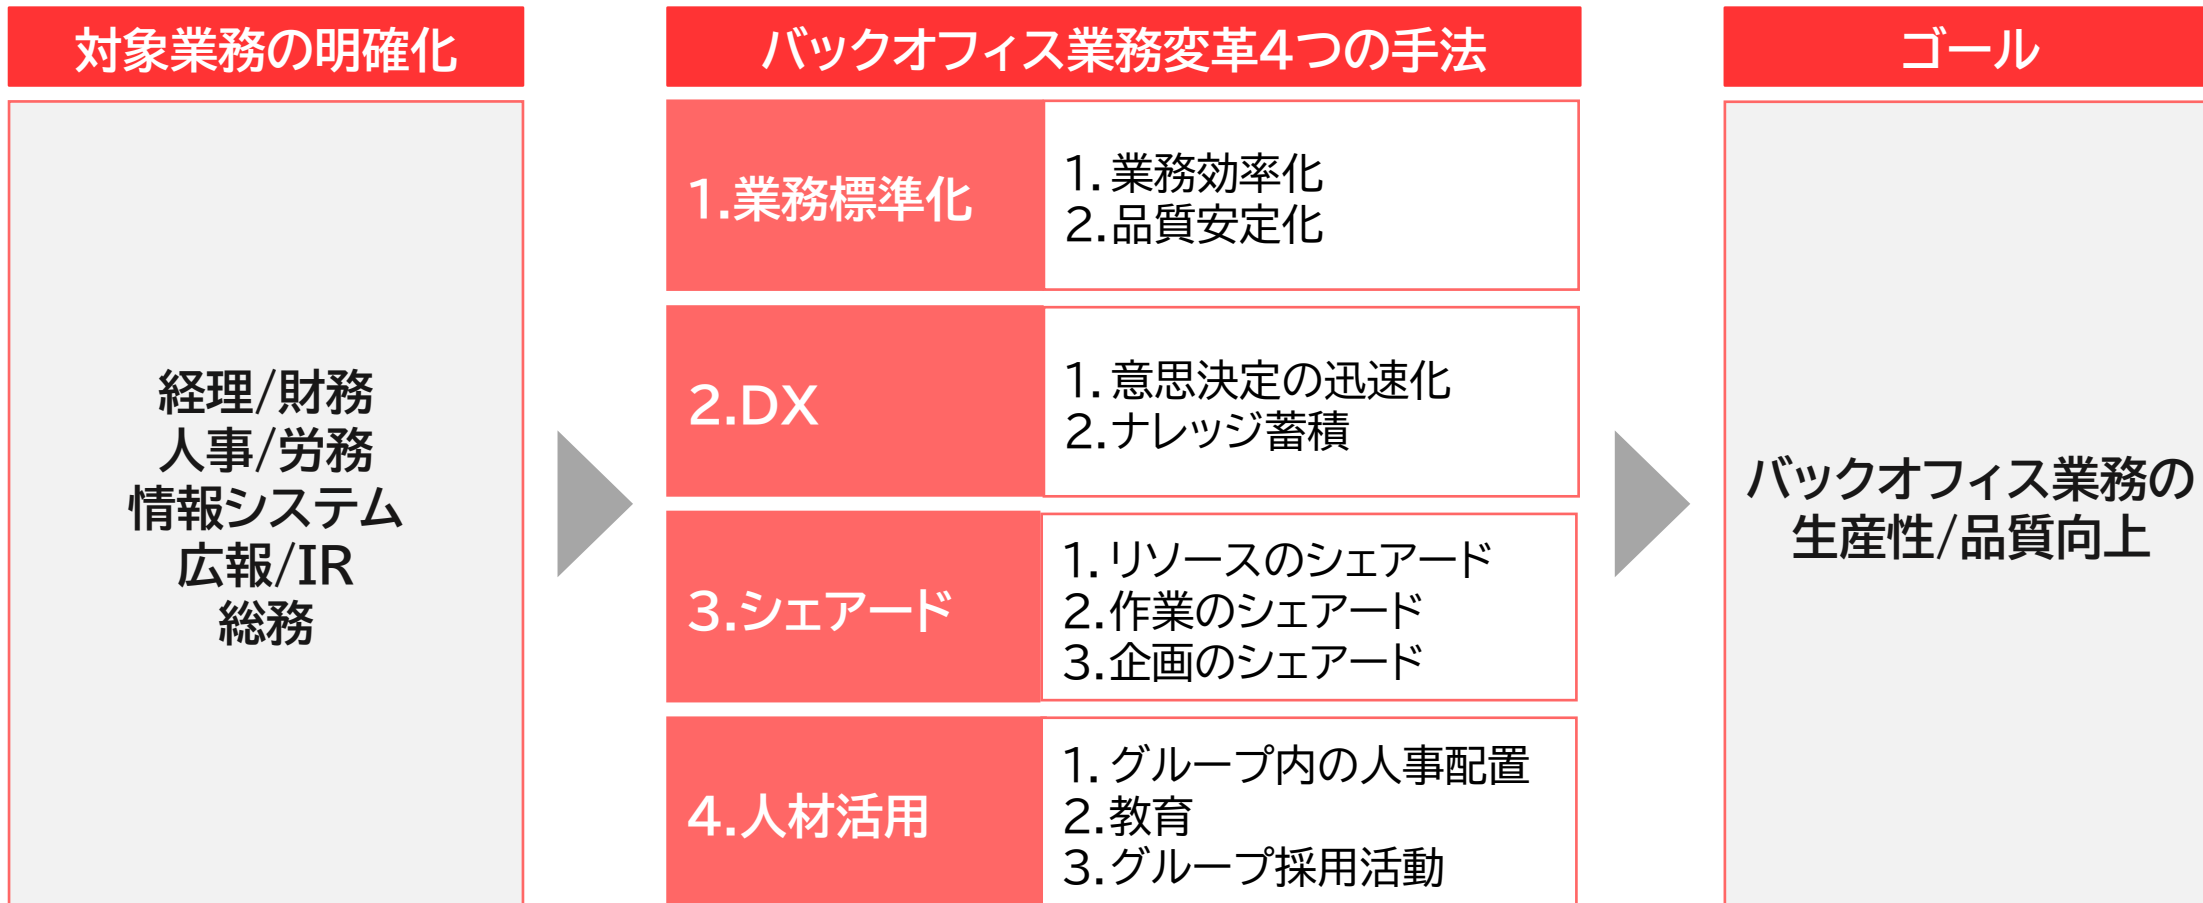 対象業務の明確化
経理/財務
人事/労務
情報システム
広報/IR
総務
バックオフィス業務変革4つの手法
1.業務標準化
1.業務効率化
2.品質安定化
2.DX
1.意思決定の迅速化
2.ナレッジ蓄積
3.シェアード
1.リソースのシェアード
2.作業のシェアード
3.企画のシェアード
4.人材活用
1.グループ内の人事配置
2.教育
3.グループ採用活動
ゴール
バックオフィス業務の
生産性/品質向上